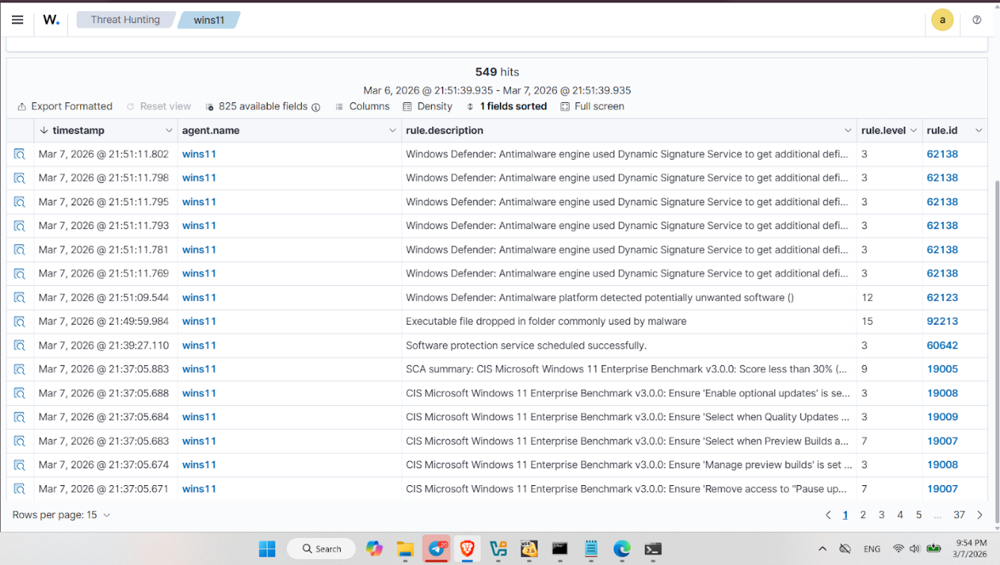 W. Threat Hunting wins11 a
549 hits
Mar 6, 2026 @ 21:51:39.935 - Mar 7, 2026 @ 21:51:39.935
Export Formatted Reset view 825 available fields Columns Density 1 fields sorted Full screen
timestamp agent.name rule.description rule.level rule.id
Mar 7, 2026 @ 21:51:11.802 wins11 Windows Defender: Antimalware engine used Dynamic Signature Service to get additional defi... 3 62138
Mar 7, 2026 @ 21:51:11.798 wins11 Windows Defender: Antimalware engine used Dynamic Signature Service to get additional defi... 3 62138
Mar 7, 2026 @ 21:51:11.795 wins11 Windows Defender: Antimalware engine used Dynamic Signature Service to get additional defi... 3 62138
Mar 7, 2026 @ 21:51:11.793 wins11 Windows Defender: Antimalware engine used Dynamic Signature Service to get additional defi... 3 62138
Mar 7, 2026 @ 21:51:11.781 wins11 Windows Defender: Antimalware engine used Dynamic Signature Service to get additional defi... 3 62138
Mar 7, 2026 @ 21:51:11.769 wins11 Windows Defender: Antimalware engine used Dynamic Signature Service to get additional defi... 3 62138
Mar 7, 2026 @ 21:51:09.544 wins11 Windows Defender: Antimalware platform detected potentially unwanted software () 12 62123
Mar 7, 2026 @ 21:49:59.984 wins11 Executable file dropped in folder commonly used by malware 15 92213
Mar 7, 2026 @ 21:39:27.110 wins11 Software protection service scheduled successfully. 3 60642
Mar 7, 2026 @ 21:37:05.883 wins11 SCA summary: CIS Microsoft Windows 11 Enterprise Benchmark v3.0.0: Score less than 30% (... 9 19005
Mar 7, 2026 @ 21:37:05.688 wins11 CIS Microsoft Windows 11 Enterprise Benchmark v3.0.0: Ensure 'Enable optional updates' is se... 3 19008
Mar 7, 2026 @ 21:37:05.684 wins11 CIS Microsoft Windows 11 Enterprise Benchmark v3.0.0: Ensure 'Select when Quality Updates ... 3 19009
Mar 7, 2026 @ 21:37:05.683 wins11 CIS Microsoft Windows 11 Enterprise Benchmark v3.0.0: Ensure 'Select when Preview Builds a... 7 19007
Mar 7, 2026 @ 21:37:05.674 wins11 CIS Microsoft Windows 11 Enterprise Benchmark v3.0.0: Ensure 'Manage preview builds' is set ... 3 19008
Mar 7, 2026 @ 21:37:05.671 wins11 CIS Microsoft Windows 11 Enterprise Benchmark v3.0.0: Ensure 'Remove access to "Pause up... 7 19007
Rows per page: 15 1 2 3 4 5 ... 37
Search x64 2.6 ENG 9:54 PM
3/7/2026